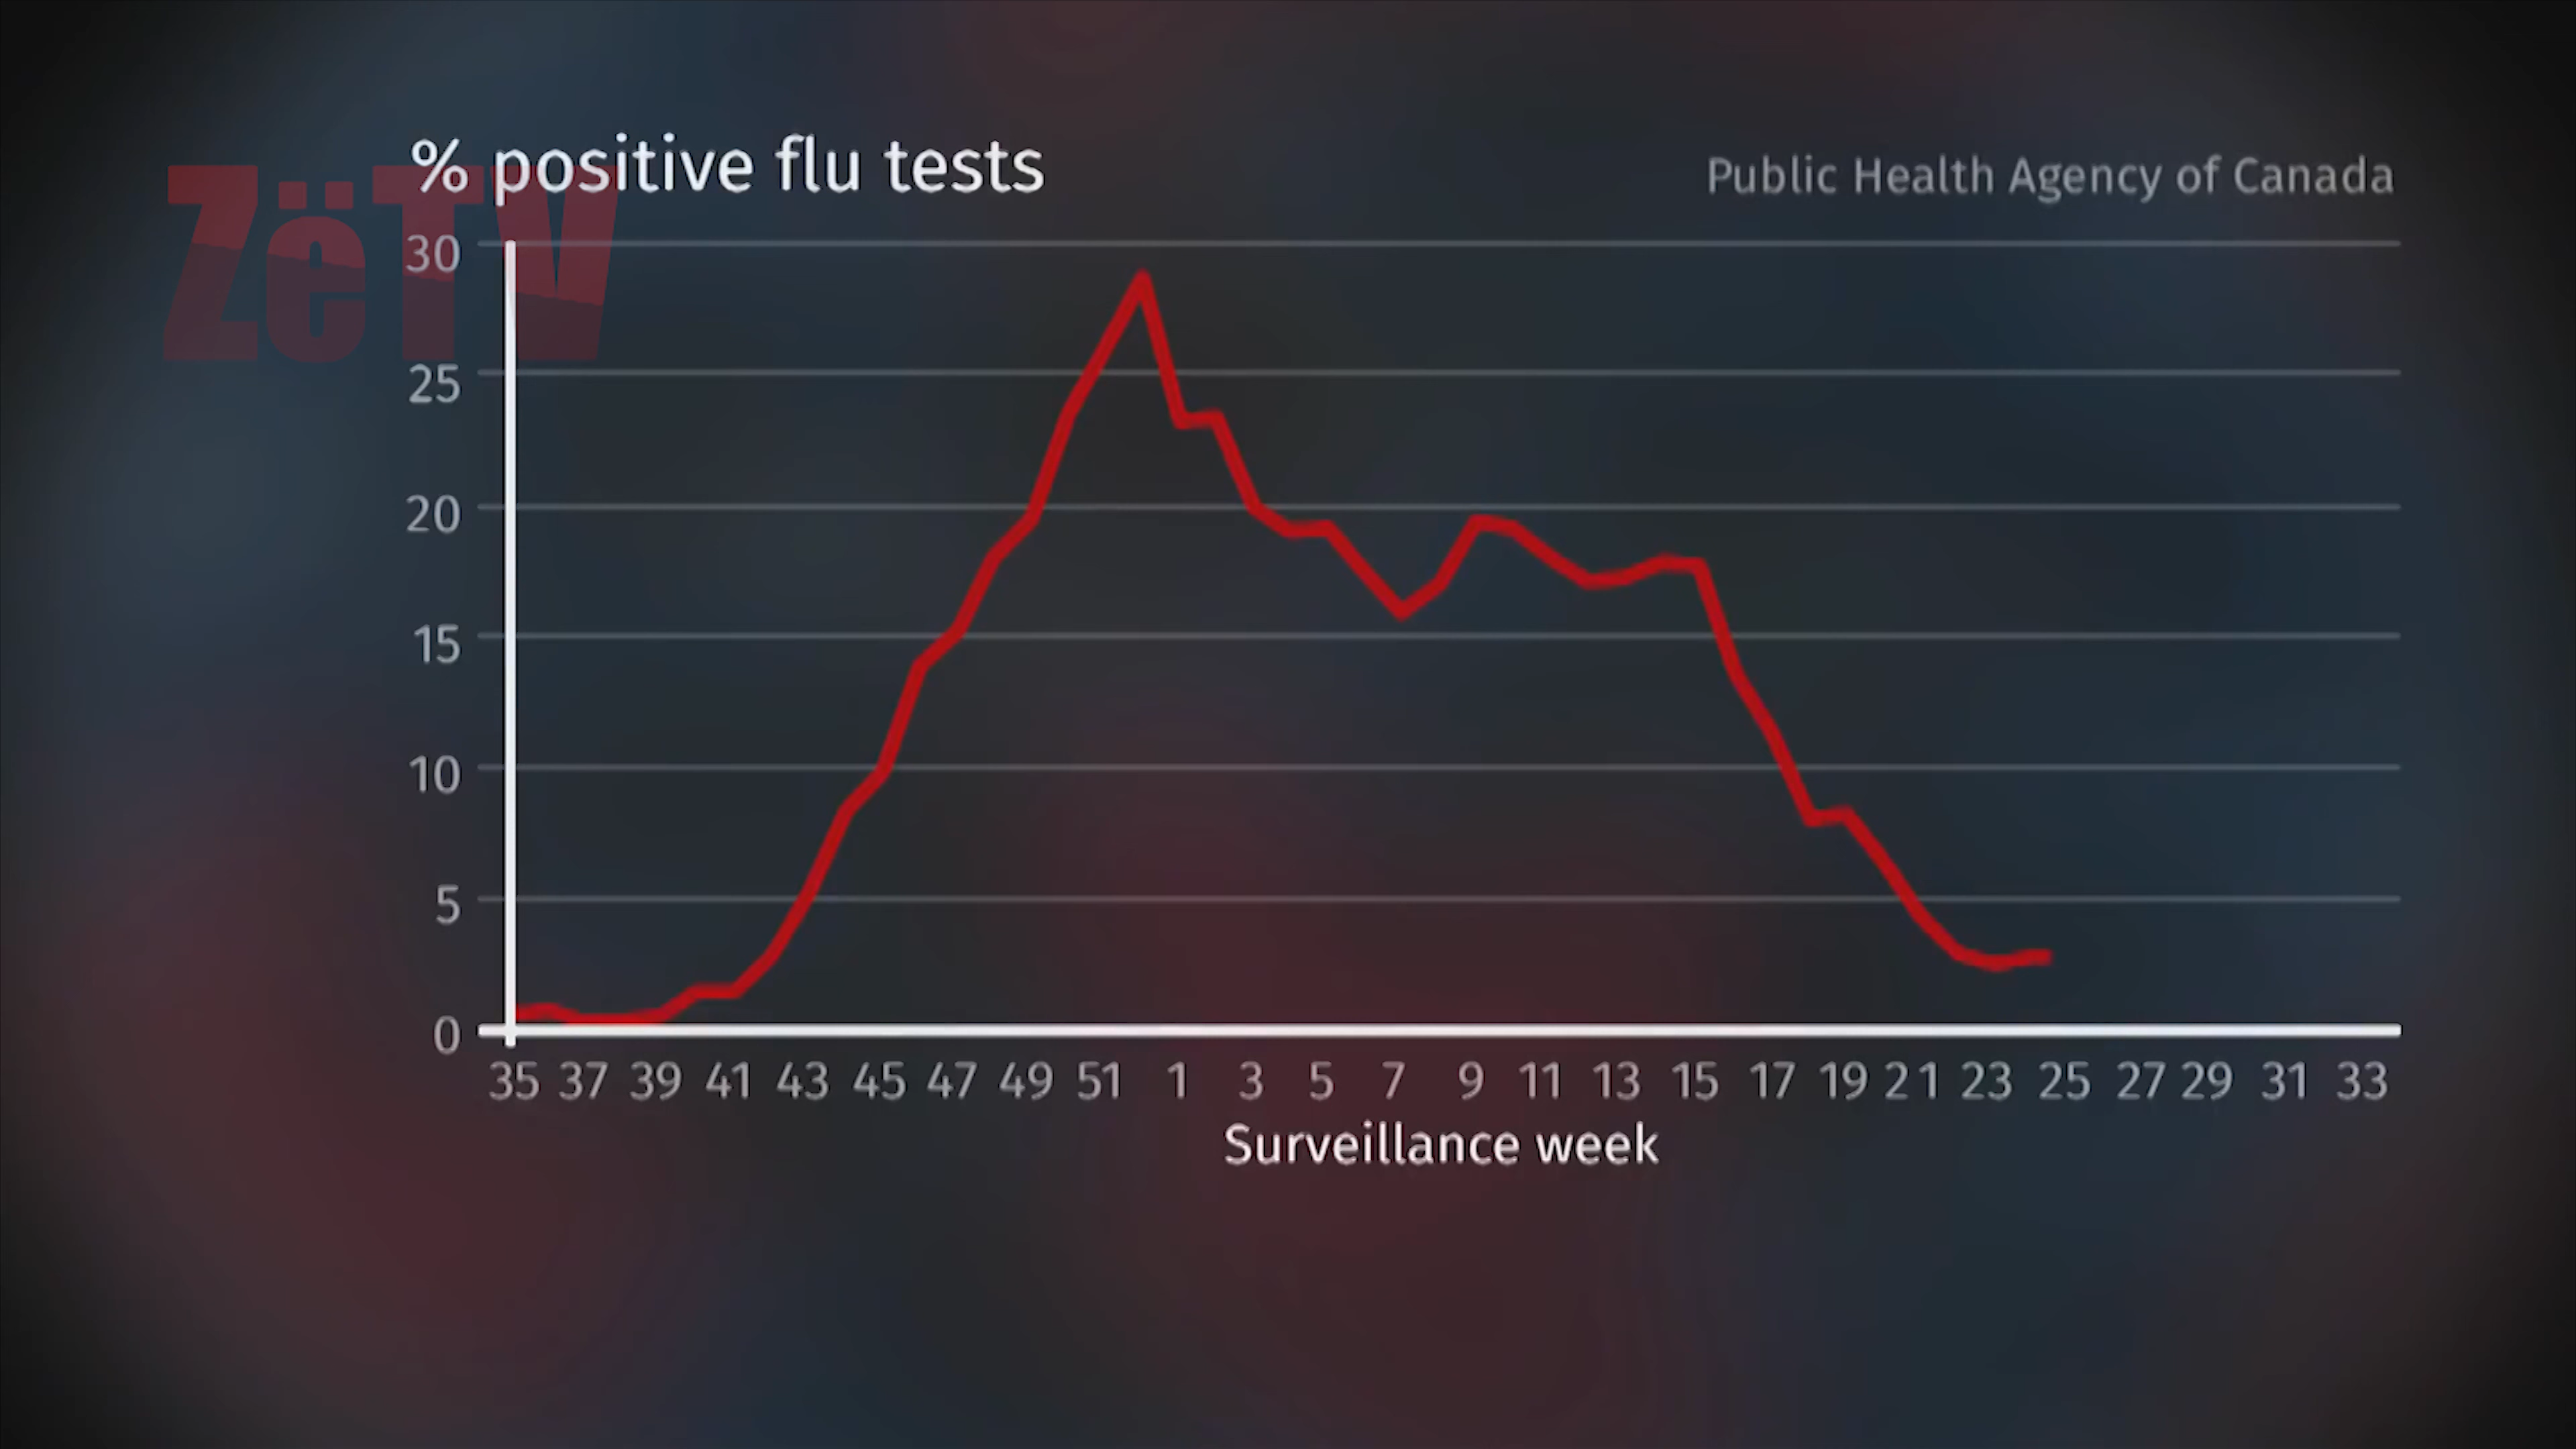 % positive flu tests
Public Health Agency of Canada
ZëTV
30
25
20
15
10
5
0
35 37 39 41 43 45 47 49 51 1 3 5 7 9 11 13 15 17 19 21 23 25 27 29 31 33
Surveillance week